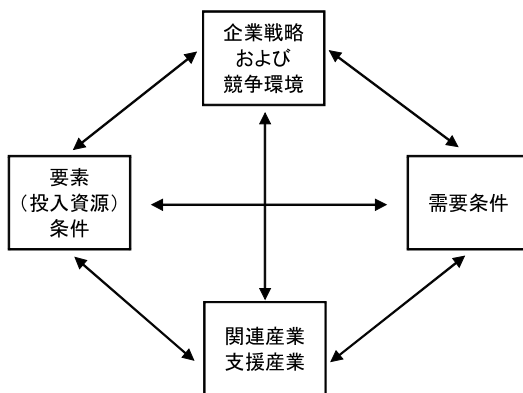 企業戦略
および
競争環境
要素
（投入資源）
条件
需要条件
関連産業
支援産業